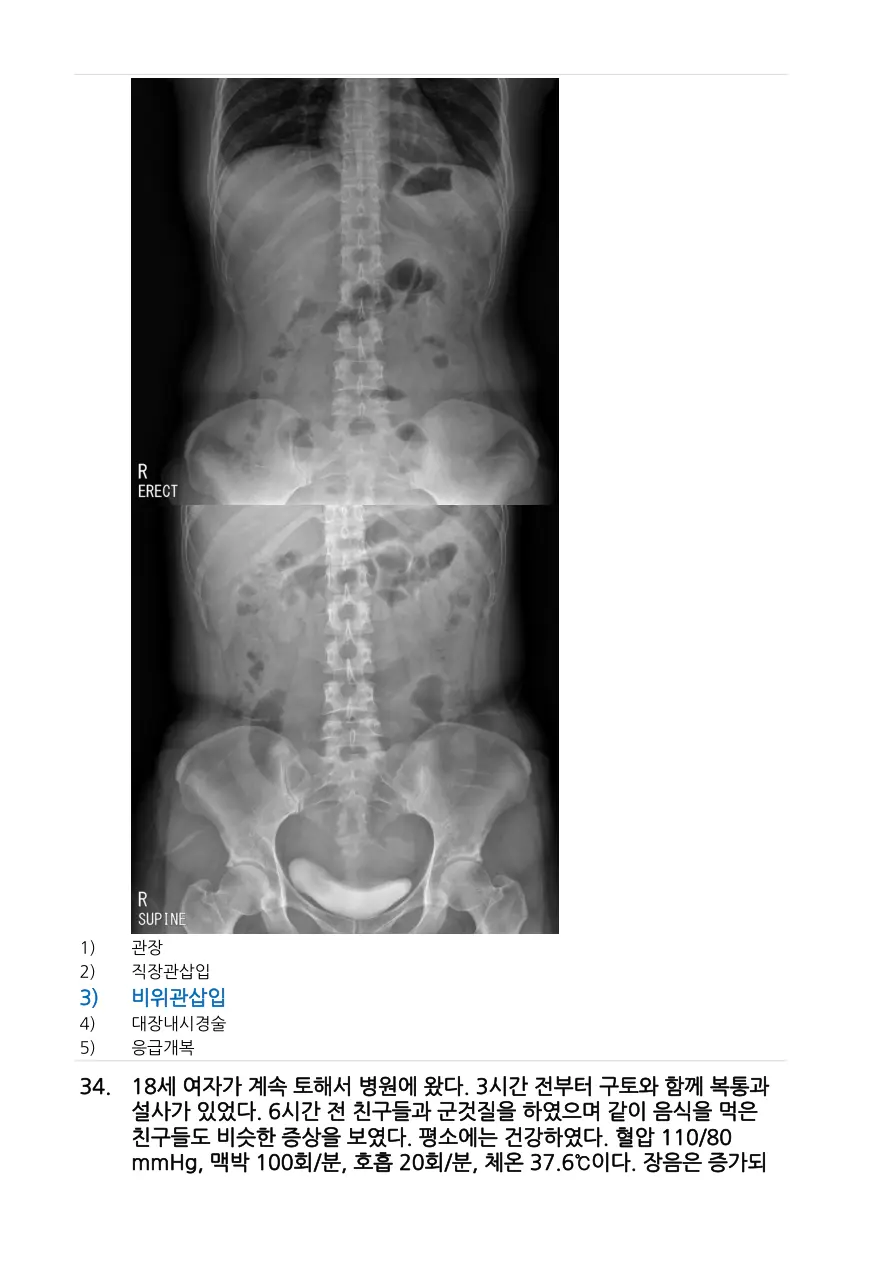 R
ERECT
R
SUPINE
1) 관장
2) 직장관삽입
3) 비위관삽입
4) 대장내시경술
5) 응급개복
34. 18세 여자가 계속 토해서 병원에 왔다. 3시간 전부터 구토와 함께 복통과
설사가 있었다. 6시간 전 친구들과 군것질을 하였으며 같이 음식을 먹은
친구들도 비슷한 증상을 보였다. 평소에는 건강하였다. 혈압 110/80
mmHg, 맥박 100회/분, 호흡 20회/분, 체온 37.6℃이다. 장음은 증가되